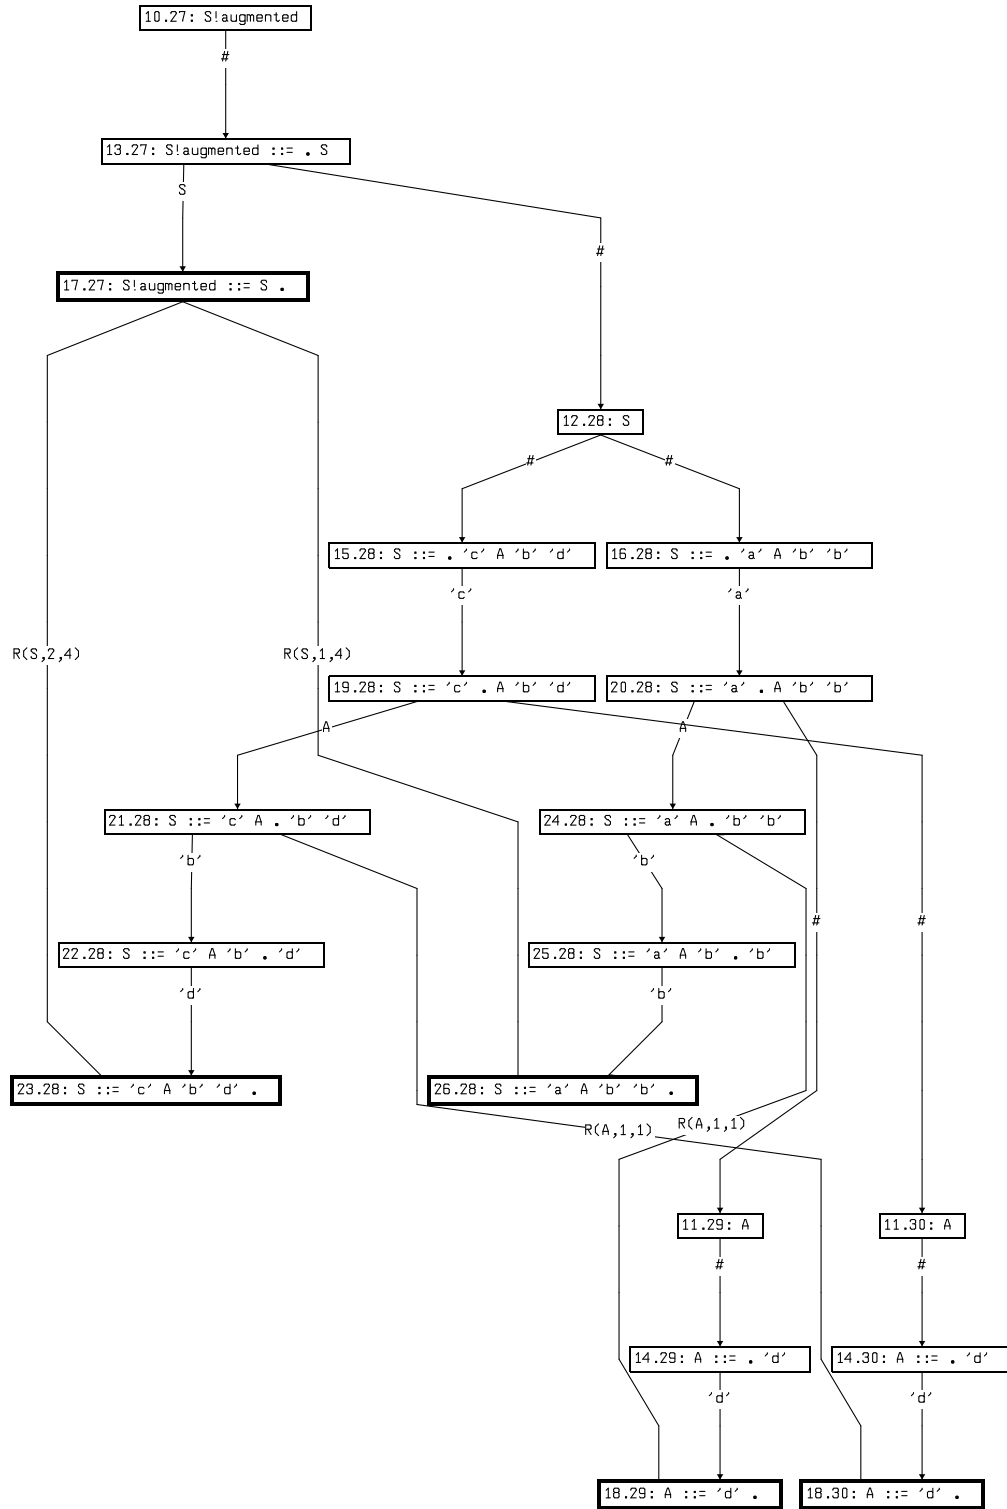 10.27: S!augmented
#
13.27: S!augmented ::= . S
S
#
17.27: S!augmented ::= S .
12.28: S
# #
15.28: S ::= . 'c' A 'b' 'd'
16.28: S ::= . 'a' A 'b' 'b'
'c' 'a'
R(S,2,4) R(S,1,4)
19.28: S ::= 'c' . A 'b' 'd'
20.28: S ::= 'a' . A 'b' 'b'
A A
21.28: S ::= 'c' A . 'b' 'd'
24.28: S ::= 'a' A . 'b' 'b'
'b' 'b'
# #
22.28: S ::= 'c' A 'b' . 'd'
25.28: S ::= 'a' A 'b' . 'b'
'd' 'b'
23.28: S ::= 'c' A 'b' 'd' .
26.28: S ::= 'a' A 'b' 'b' .
R(A,1,1) R(A,1,1)
11.29: A
11.30: A
# #
14.29: A ::= . 'd'
14.30: A ::= . 'd'
'd' 'd'
18.29: A ::= 'd' .
18.30: A ::= 'd' .